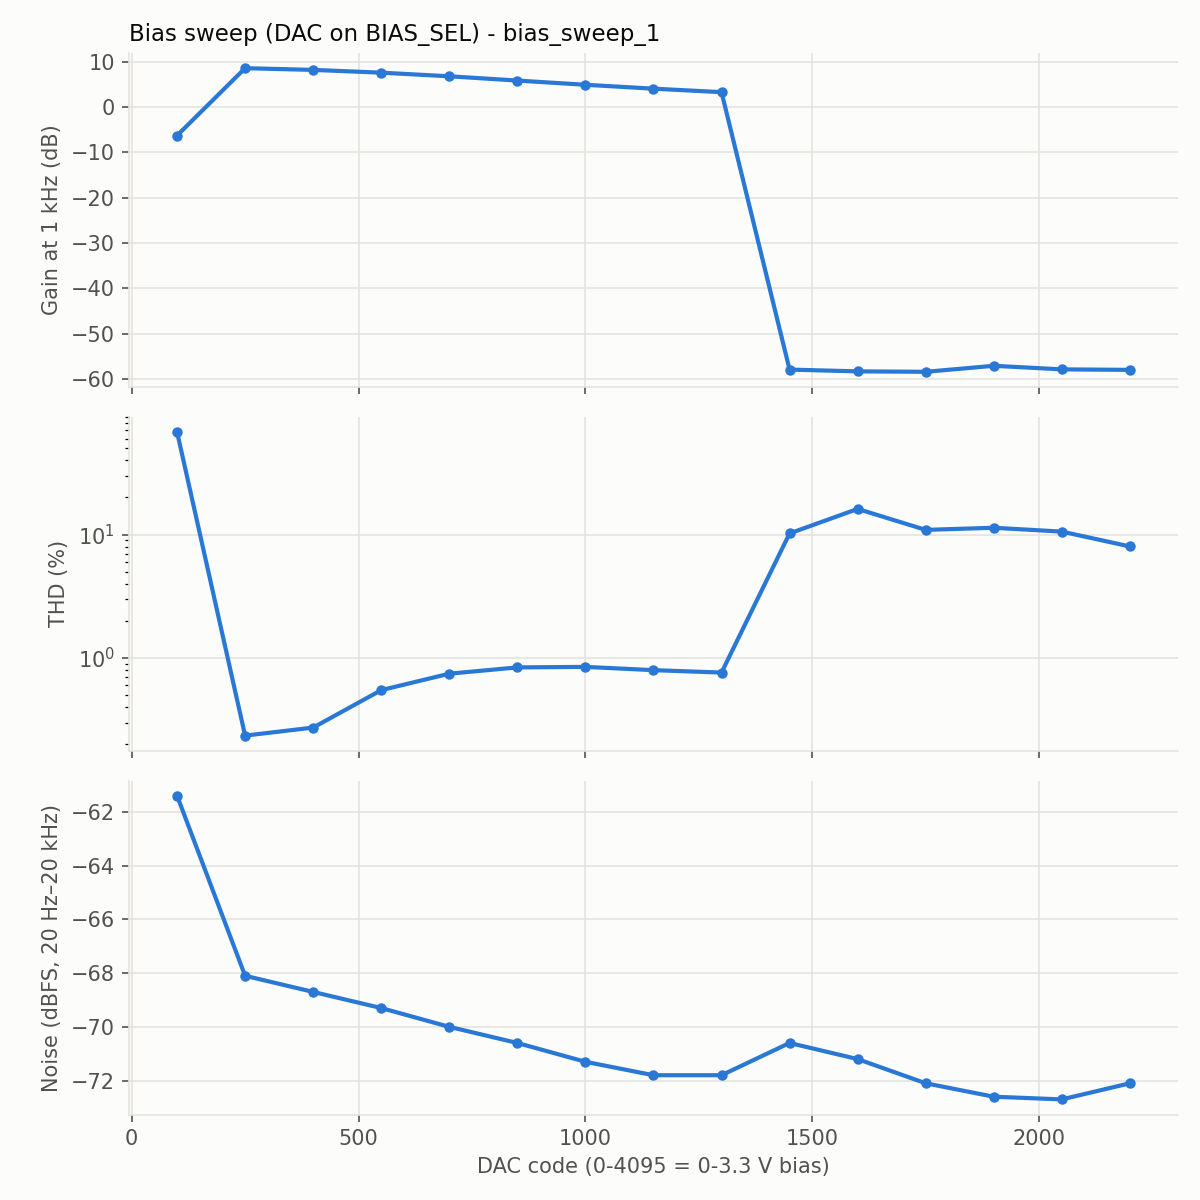 Bias sweep (DAC on BIAS_SEL) - bias_sweep_1
Gain at 1 kHz (dB)
10
0
−10
−20
−30
−40
−50
−60
THD (%)
10¹
10⁰
Noise (dBFS, 20 Hz–20 kHz)
−62
−64
−66
−68
−70
−72
0 500 1000 1500 2000
DAC code (0-4095 = 0-3.3 V bias)